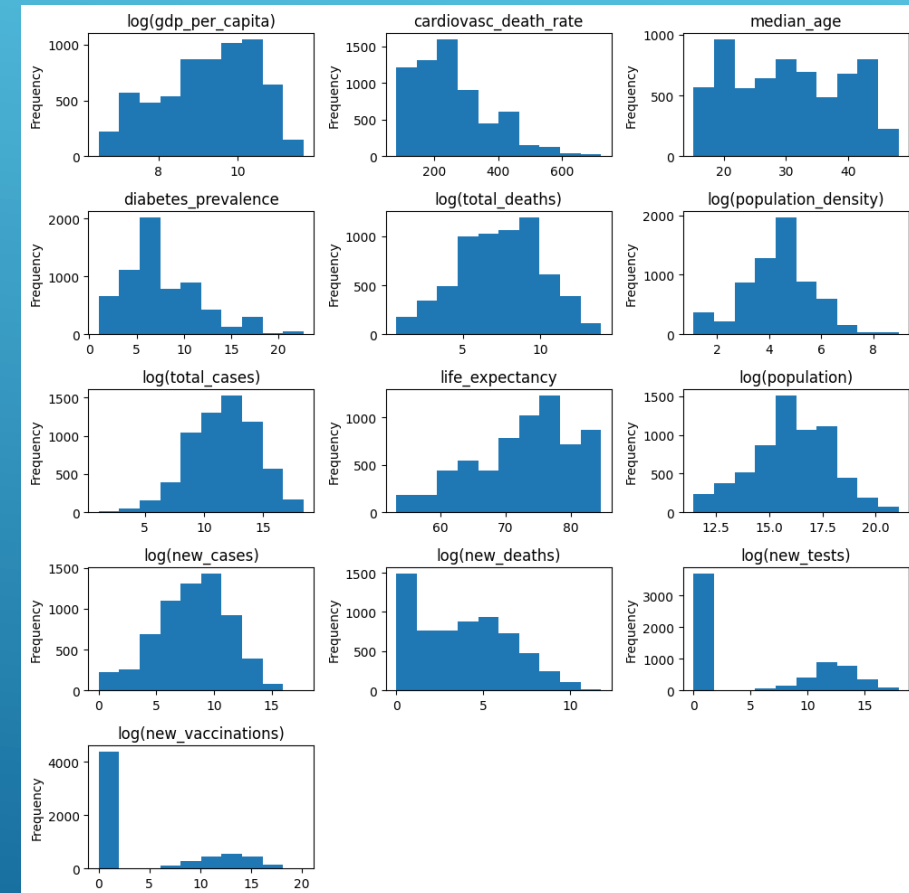 log(gdp_per_capita) cardiovasc_death_rate median_age
1000 1500 1000
1000
500 500
500
0 0 0
Frequency Frequency Frequency
8 10 200 400 600 20 30 40
diabetes_prevalence log(total_deaths) log(population_density)
2000 1000 2000
1000 500 1000
0 0 0
Frequency Frequency Frequency
0 5 10 15 20 5 10 2 4 6 8
log(total_cases) life_expectancy log(population)
1500 1000 1500
1000 1000
500 500 500
0 0 0
Frequency Frequency Frequency
5 10 15 60 70 80 12.5 15.0 17.5 20.0
log(new_cases) log(new_deaths) log(new_tests)
1500 1500 3000
1000 1000 2000
500 500 1000
0 0 0
Frequency Frequency Frequency
0 5 10 15 0 5 10 0 5 10 15
log(new_vaccinations)
4000
2000
0
Frequency
0 5 10 15 20